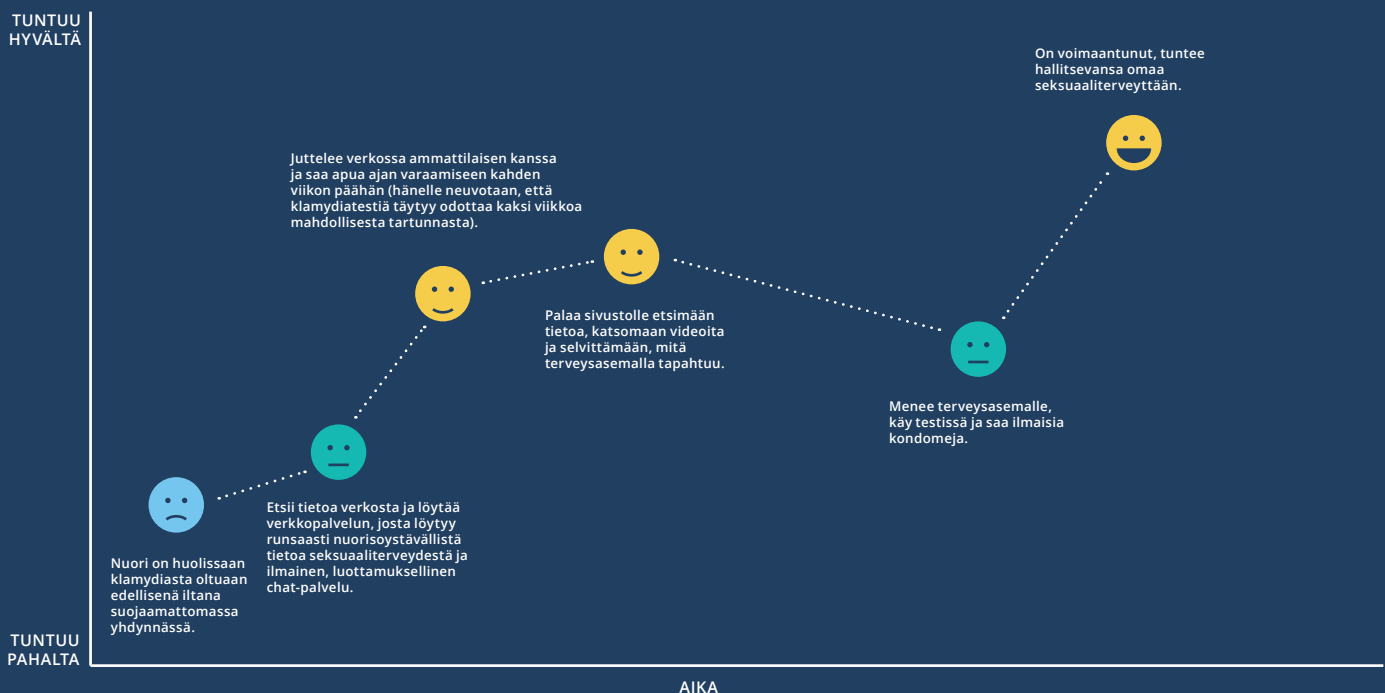 TUNTUU
HYVÄLTÄ
On voimaantunut, tuntee
hallitsevansa omaa
seksuaaliterveyttään.
Juttelee verkossa ammattilaisen kanssa
ja saa apua ajan varaamiseen kahden
viikon päähän (hänelle neuvotaan, että
klamydiatestiä täytyy odottaa kaksi viikkoa
mahdollisesta tartunnasta).
Palaa sivustolle etsimään
tietoa, katsomaan videoita
ja selvittämään, mitä
terveysasemalla tapahtuu.
Menee terveysasemalle,
käy testissä ja saa ilmaisia
kondomeja.
Etsii tietoa verkosta ja löytää
verkkopalvelun, josta löytyy
runsaasti nuorisoystävällistä
tietoa seksuaaliterveydestä ja
ilmainen, luottamuksellinen
chat-palvelu.
Nuori on huolissaan
klamydiasta oltuaan
edellisenä iltana
suojaamattomassa
yhdynnässä.
TUNTUU
PAHALTA
AIKA